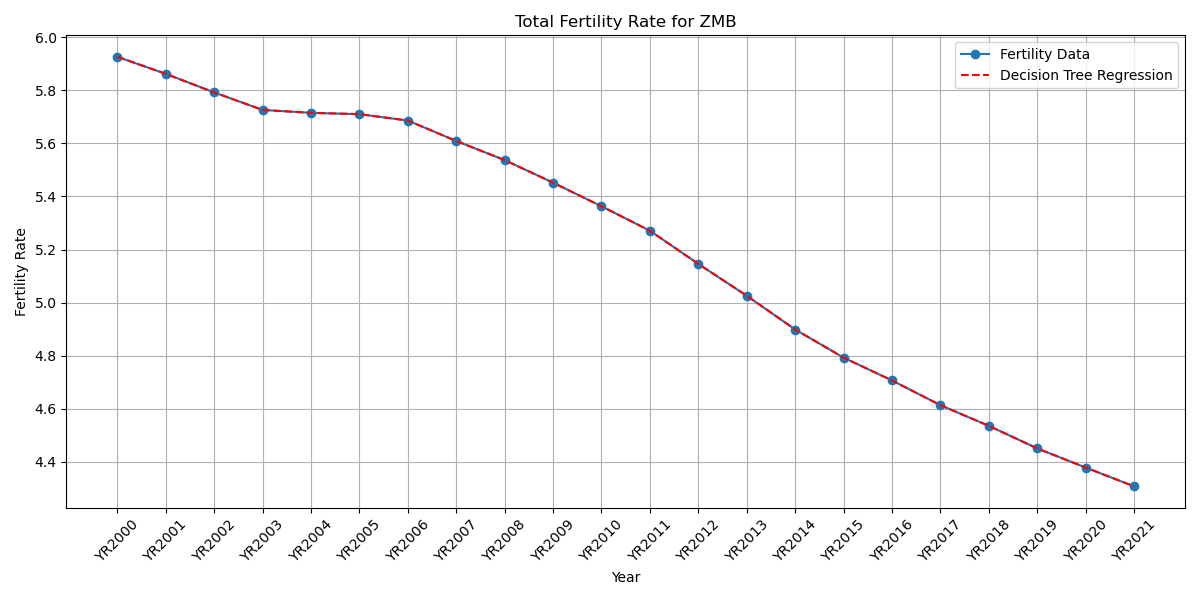 Total Fertility Rate for ZMB
Fertility Data
Decision Tree Regression
Fertility Rate
6.0
5.8
5.6
5.4
5.2
5.0
4.8
4.6
4.4
YR2000
YR2001
YR2002
YR2003
YR2004
YR2005
YR2006
YR2007
YR2008
YR2009
YR2010
YR2011
YR2012
YR2013
YR2014
YR2015
YR2016
YR2017
YR2018
YR2019
YR2020
YR2021
Year